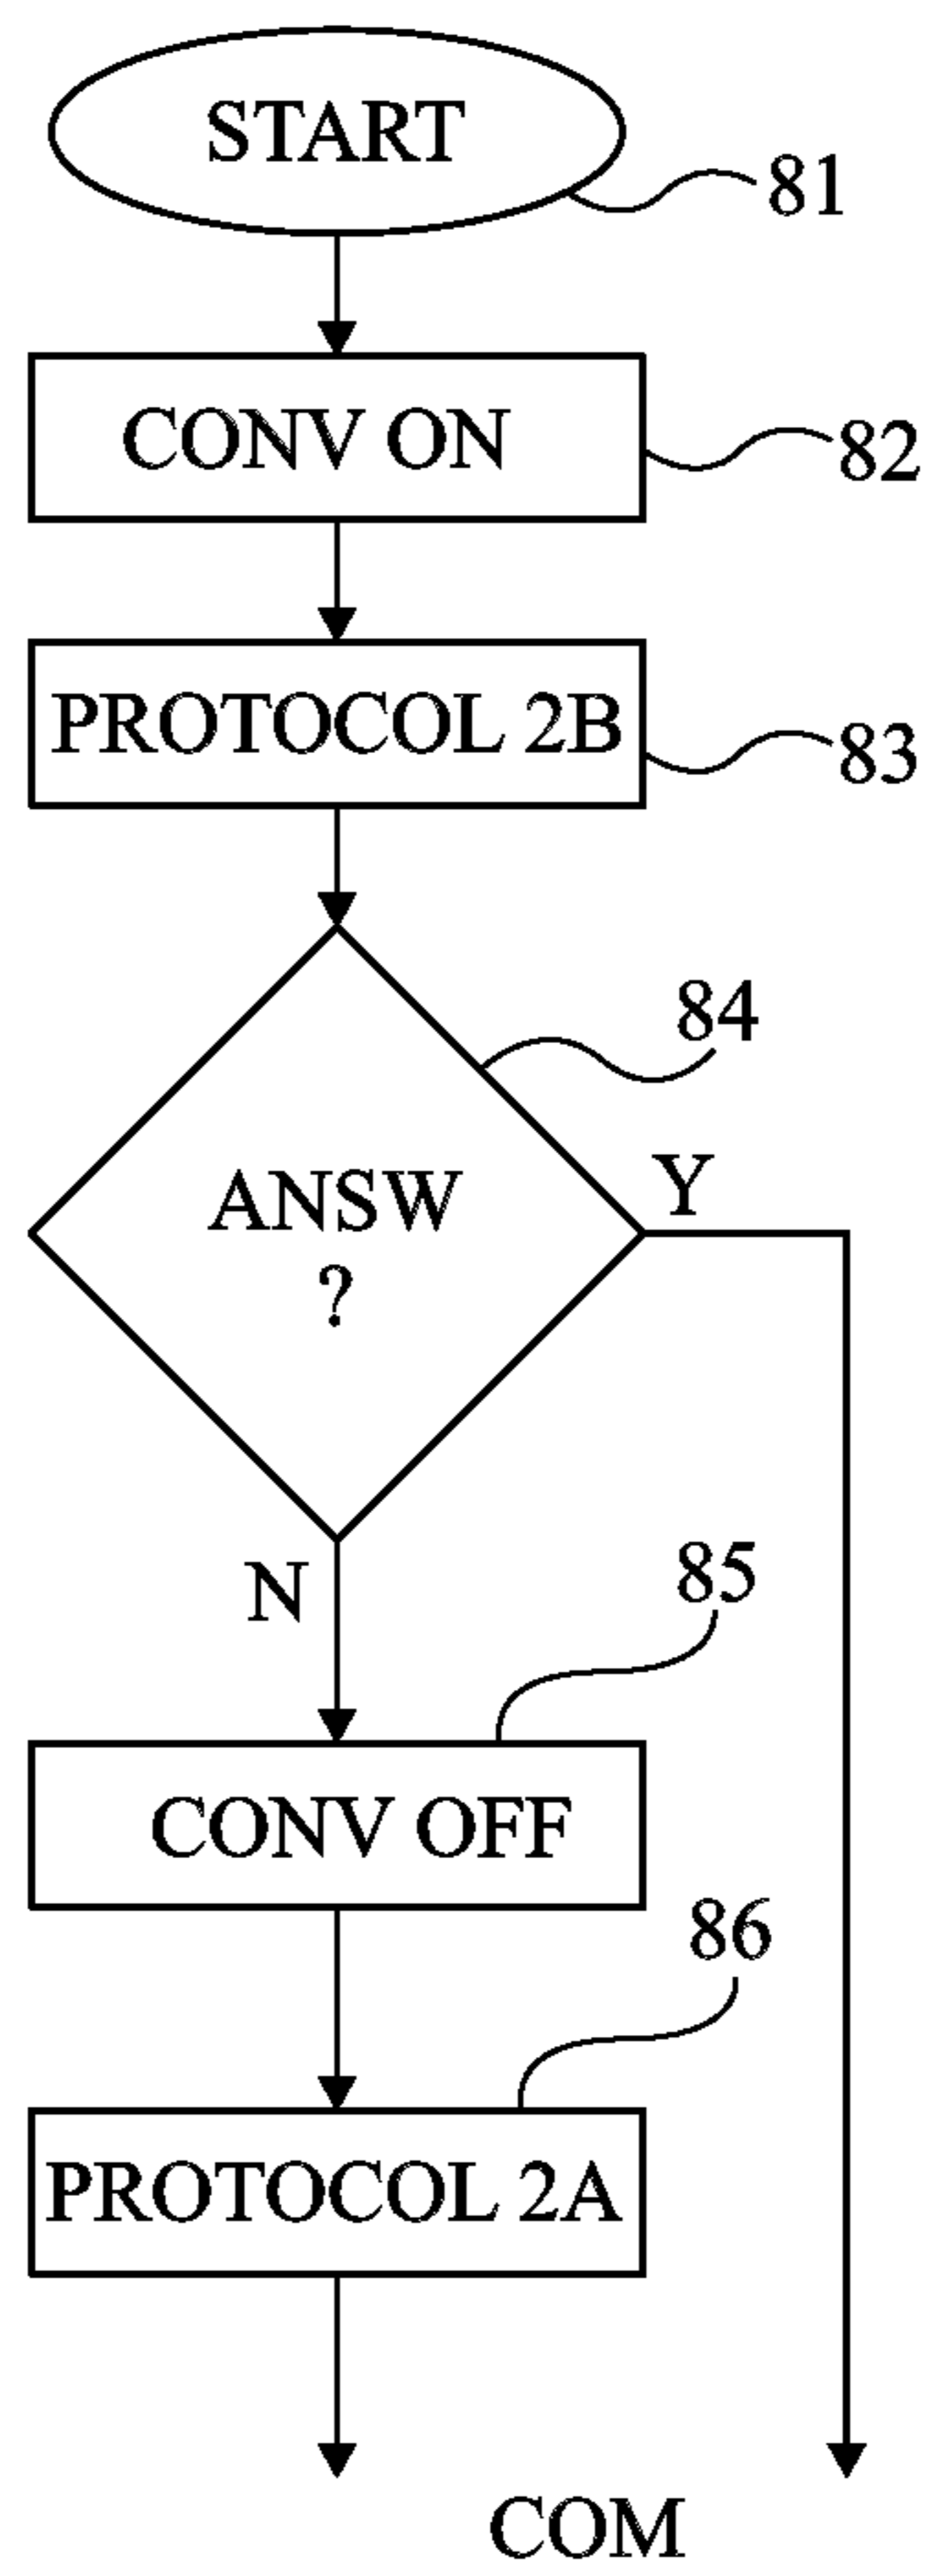 START
81
CONV ON
82
PROTOCOL 2B
83
84
ANSW
?
Y
N
85
CONV OFF
86
PROTOCOL 2A
COM